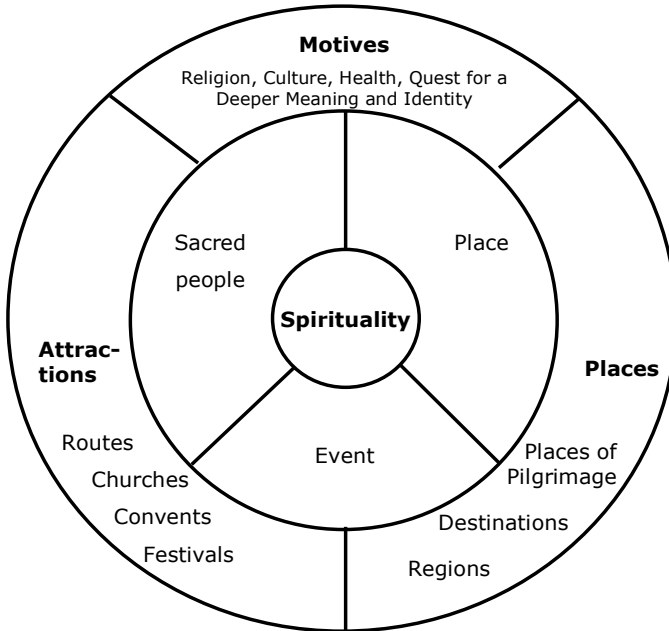 Motives
Religion, Culture, Health, Quest for a
Deeper Meaning and Identity
Sacred
people
Place
Spirituality
Attrac-
tions
Places
Routes
Churches
Convents
Festivals
Event
Places of
Pilgrimage
Destinations
Regions